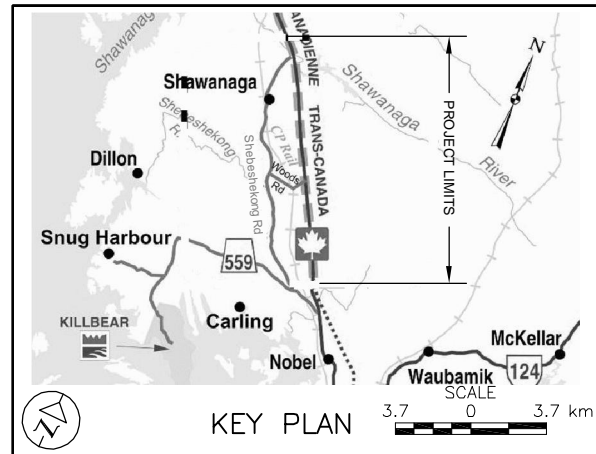 Shawanaga
CANADIENNE
N
Shawanaga
Shawanaga
River
Shebeshekong
R.
CP Rail
TRANS-CANADA
PROJECT LIMITS
Dillon
Shebeshekong Rd
Woods
Rd
Snug Harbour
559
KILLBEAR
Carling
Nobel
McKellar
Waubamik
124
N
KEY PLAN
SCALE
3.7 0 3.7 km